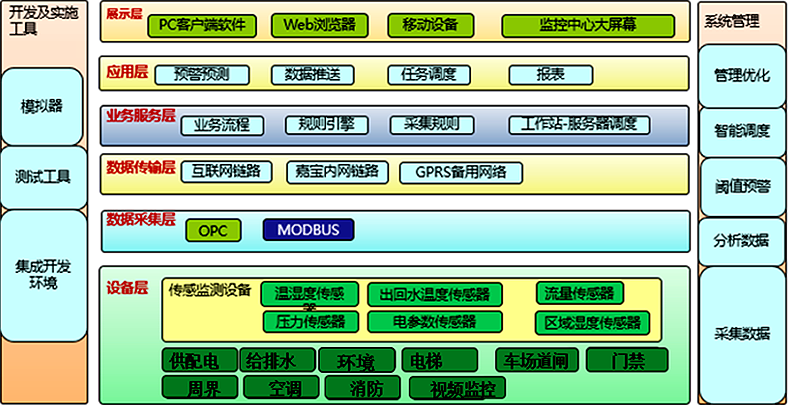 开发及实施
工具
模拟器
测试工具
集成开发
环境
展示层
PC客户端软件
Web浏览器
移动设备
监控中心大屏幕
应用层
预警预测
数据推送
任务调度
报表
业务服务层
业务流程
规则引擎
采集规则
工作站-服务器调度
数据传输层
互联网链路
嘉宝内网链路
GPRS备用网络
数据采集层
OPC
MODBUS
设备层
传感监测设备
温湿度传感
器
出回水温度传感器
流量传感器
压力传感器
电参数传感器
区域湿度传感器
供配电
给排水
环境
电梯
车场道闸
门禁
周界
空调
消防
视频监控
系统管理
管理优化
智能调度
阈值预警
分析数据
采集数据